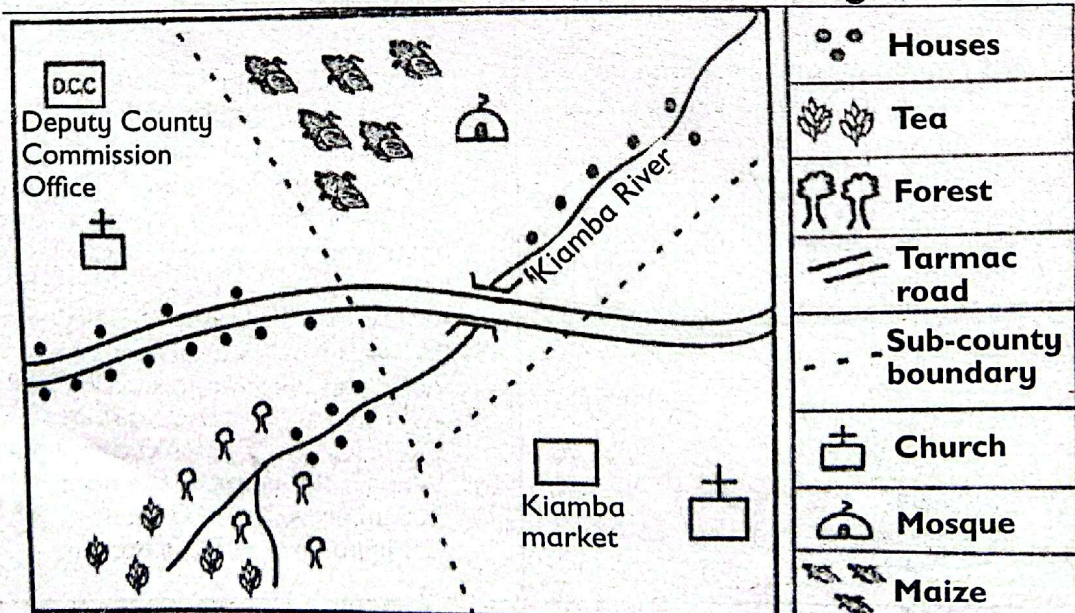 D.C.C
Deputy County
Commission
Office
Kiamba River
Kiamba
market
Houses
Tea
Forest
Tarmac
road
Sub-county
boundary
Church
Mosque
Maize